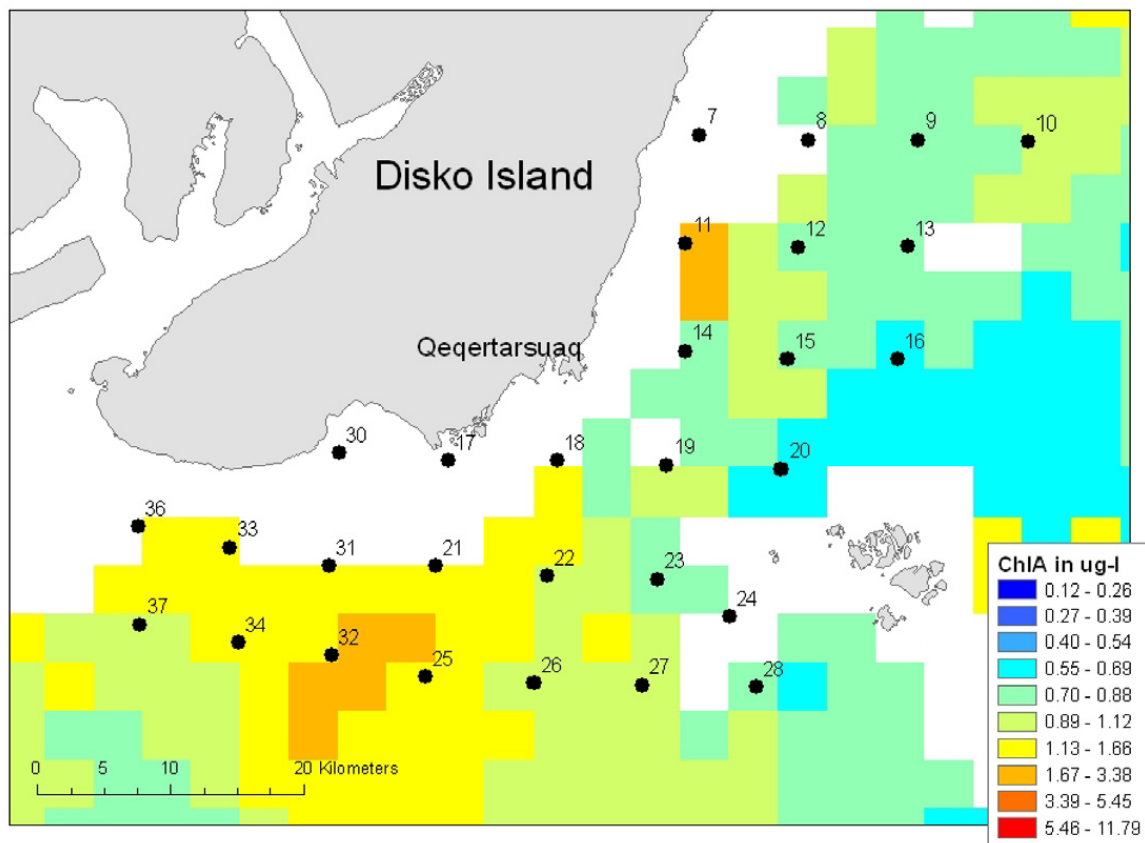 7
8
9
10
Disko Island
11
12
13
14
15
16
Qeqertarsuaq
30
17
18
19
20
36
33
31
21
22
23
24
37
34
32
25
26
27
28
0 5 10 20 Kilometers
ChlA in ug-l
0.12 - 0.26
0.27 - 0.39
0.40 - 0.54
0.55 - 0.69
0.70 - 0.88
0.89 - 1.12
1.13 - 1.66
1.67 - 3.38
3.39 - 5.45
5.46 - 11.79